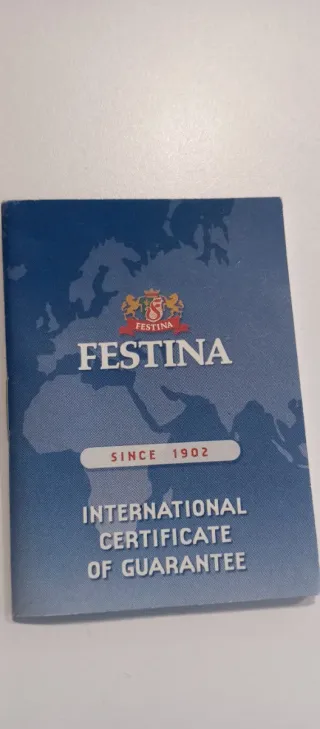 FESTINA
FESTINA
SINCE 1902
INTERNATIONAL
CERTIFICATE
OF GUARANTEE